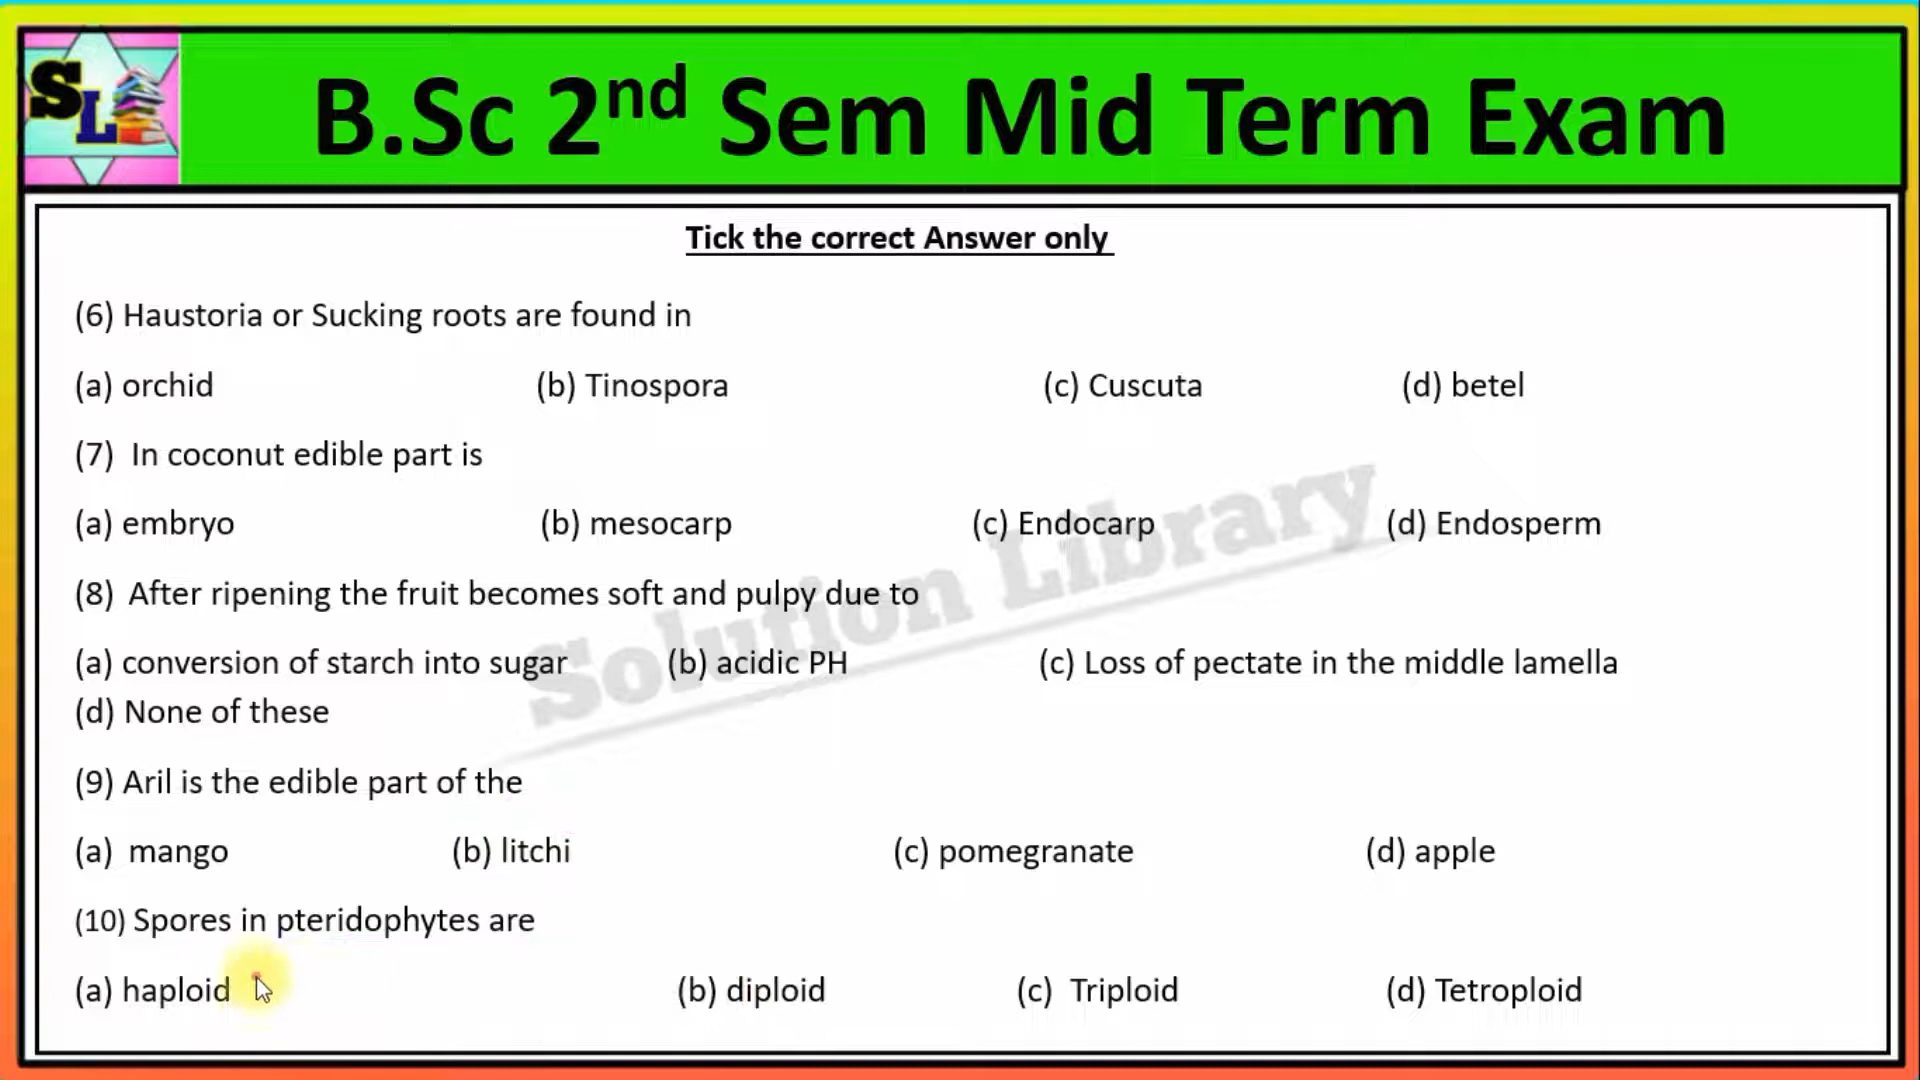 SL
B.Sc 2nd Sem Mid Term Exam
Tick the correct Answer only
(6) Haustoria or Sucking roots are found in
(a) orchid (b) Tinospora (c) Cuscuta (d) betel
(7) In coconut edible part is
(a) embryo (b) mesocarp (c) Endocarp (d) Endosperm
(8) After ripening the fruit becomes soft and pulpy due to
(a) conversion of starch into sugar (b) acidic PH (c) Loss of pectate in the middle lamella
(d) None of these
(9) Aril is the edible part of the
(a) mango (b) litchi (c) pomegranate (d) apple
(10) Spores in pteridophytes are
(a) haploid (b) diploid (c) Triploid (d) Tetroploid
Solution Library